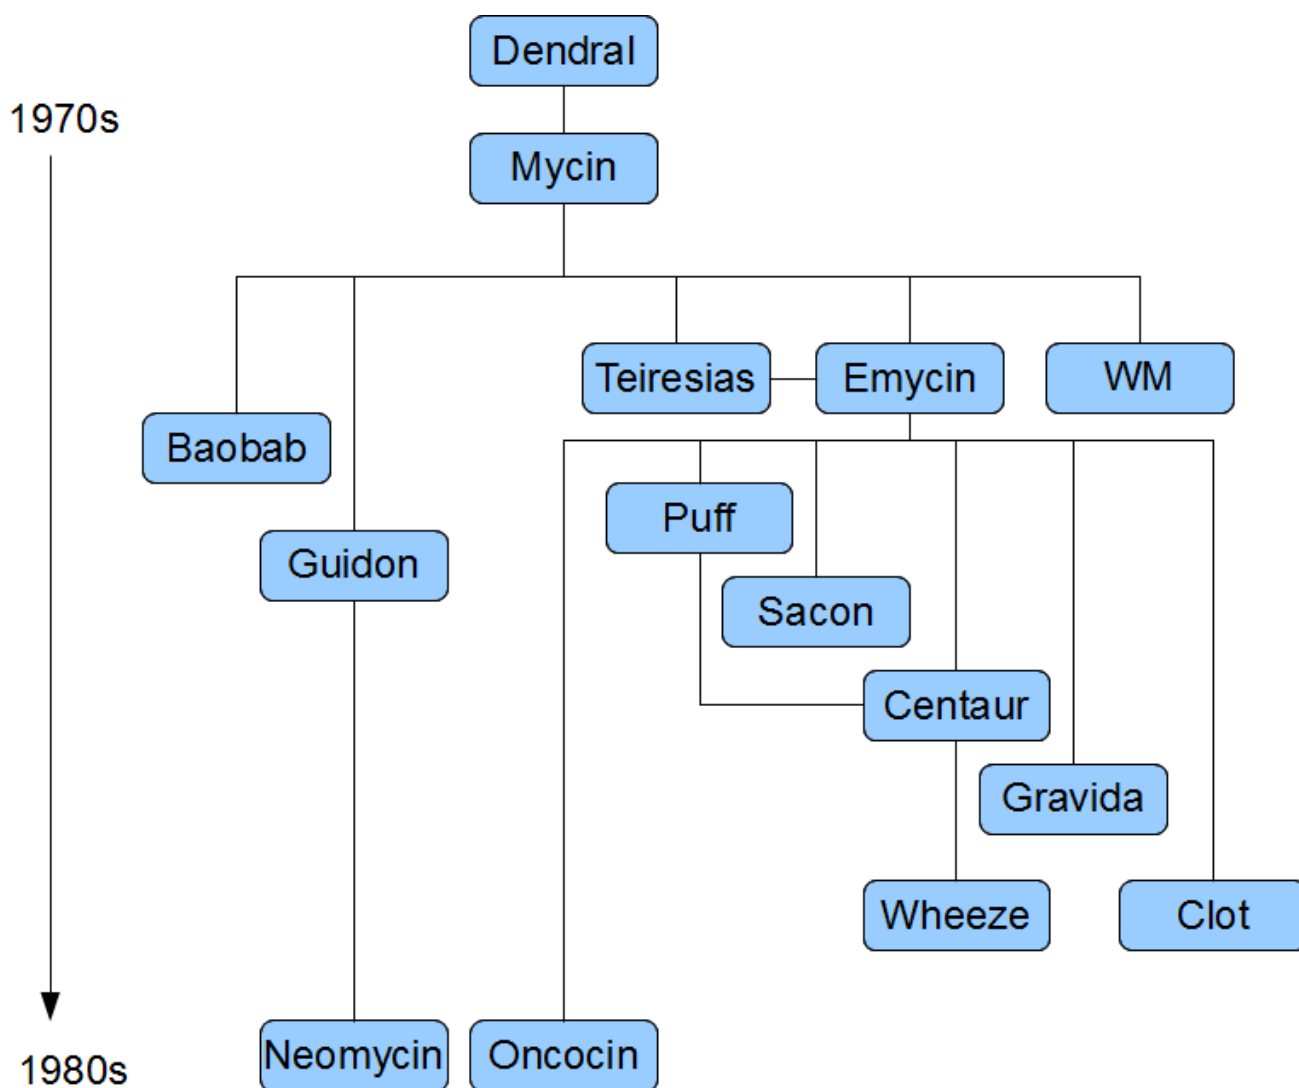 Dendral
1970s
Mycin
Teiresias
Emycin
WM
Baobab
Puff
Guidon
Sacon
Centaur
Gravida
Wheeze
Clot
Neomycin
Oncocin
1980s